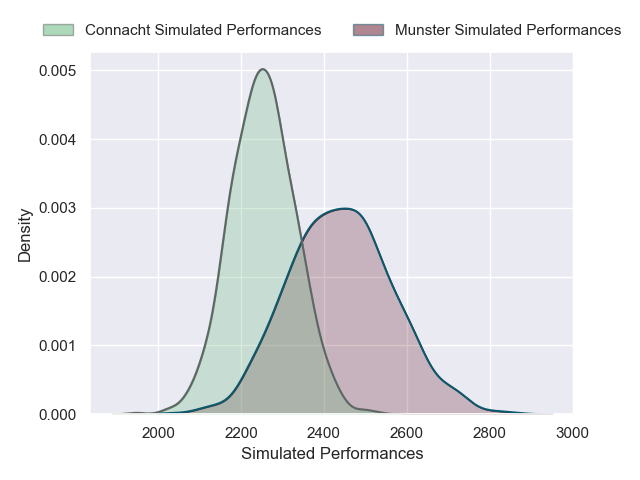 Connacht Simulated Performances Munster Simulated Performances
0.005
0.004
0.003
0.002
0.001
0.000
Density
2000 2200 2400 2600 2800 3000
Simulated Performances